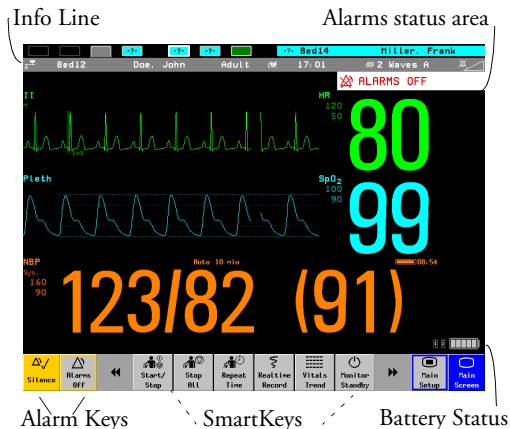 Info Line
Alarms status area
-?- -?- -?- -?- Bed14 Miller, Frank
Bed12 Doe, John Adult 17:01 2 Waves A
ALARMS OFF
II
M
1mV
HR
120
50
80
Pleth
SpO2
100
90
99
NBP
Auto 10 min
08:54
Sys.
160
90
123/82 (91)
Silence
Alarms Off
Start/ Stop
Stop All
Repeat Time
Realtime Record
Vitals Trend
Monitor Standby
Main Setup
Main Screen
Alarm Keys
SmartKeys
Battery Status